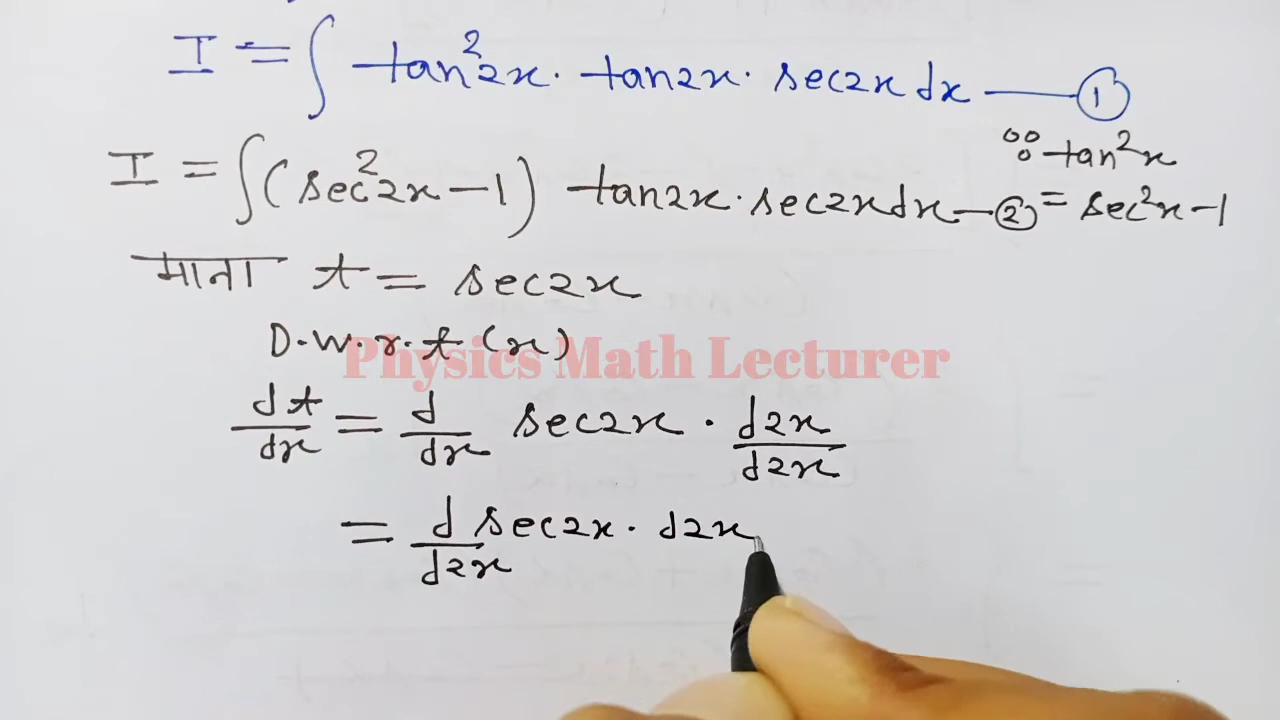 I = ∫ tan²2x · tan2x · sec2x dx — ①
I = ∫ (sec²2x − 1) tan2x · sec2x dx — ②
∵ tan²x
= sec²x − 1
माना t = sec2x
D.w.r.t (x)
Physics Math Lecturer
dt/dx = d/dx sec2x · d2x/d2x
= d/d2x sec2x · d2x